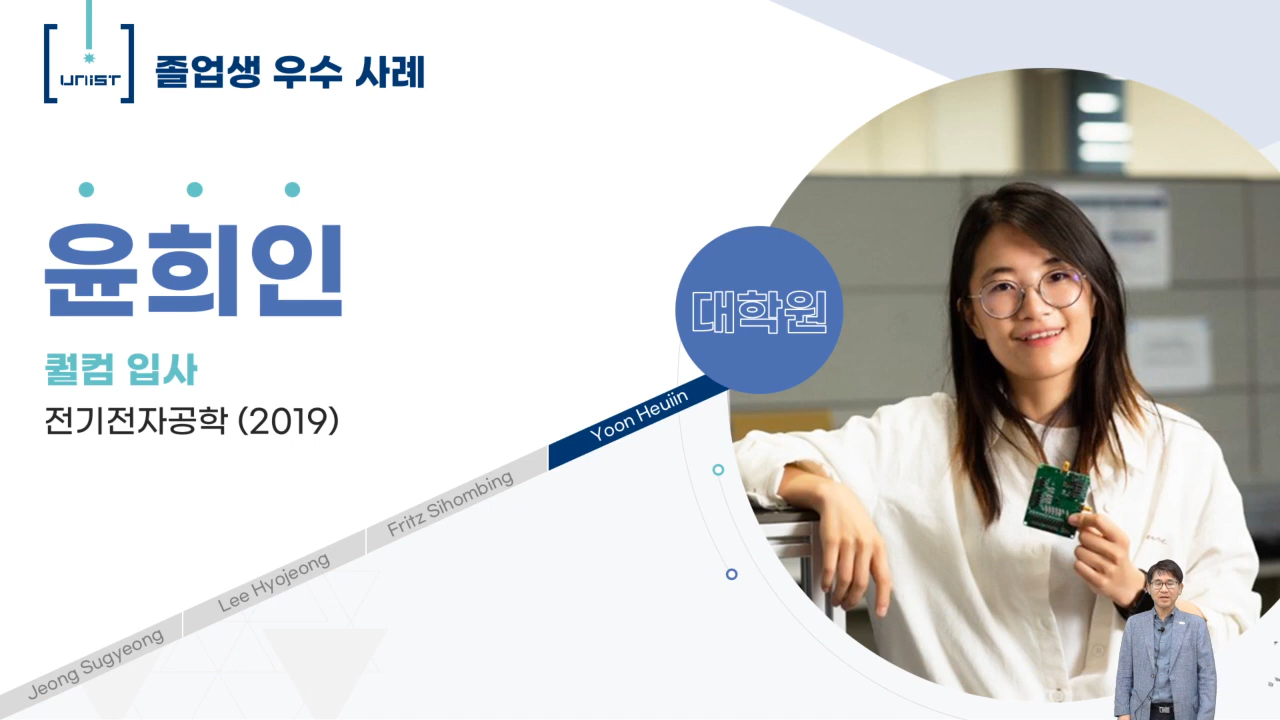 UNIST
졸업생 우수 사례
윤희인
퀄컴 입사
전기전자공학 (2019)
대학원
Yoon Heuiin
Fritz Sihombing
Lee Hyojeong
Jeong Sugyeong